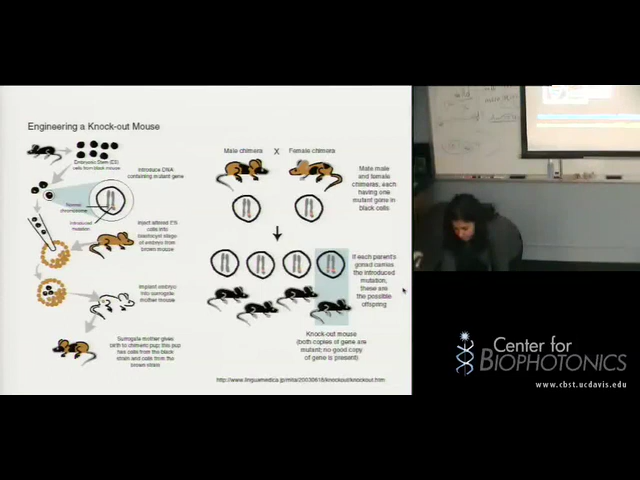 Engineering a Knock-out Mouse
Embryonic Stem (ES)
cells from black mouse
Introduce DNA
containing mutant gene
Normal
chromosome
Introduced
mutation
Inject altered ES
cells into
blastocyst stage
of embryo from
brown mouse
Implant embryo
into surrogate
mother mouse
Surrogate mother gives
birth to chimeric pup; this pup
has cells from the black
strain and cells from the
brown strain
Male chimera X Female chimera
Mate male
and female
chimeras, each
having one
mutant gene in
black cells
If each parent's
gonad carries
the introduced
mutation,
these are
the possible
offspring
Knock-out mouse
(both copies of gene are
mutant; no good copy
of gene is present)
Center for
BIOPHOTONICS
www.cbst.ucdavis.edu